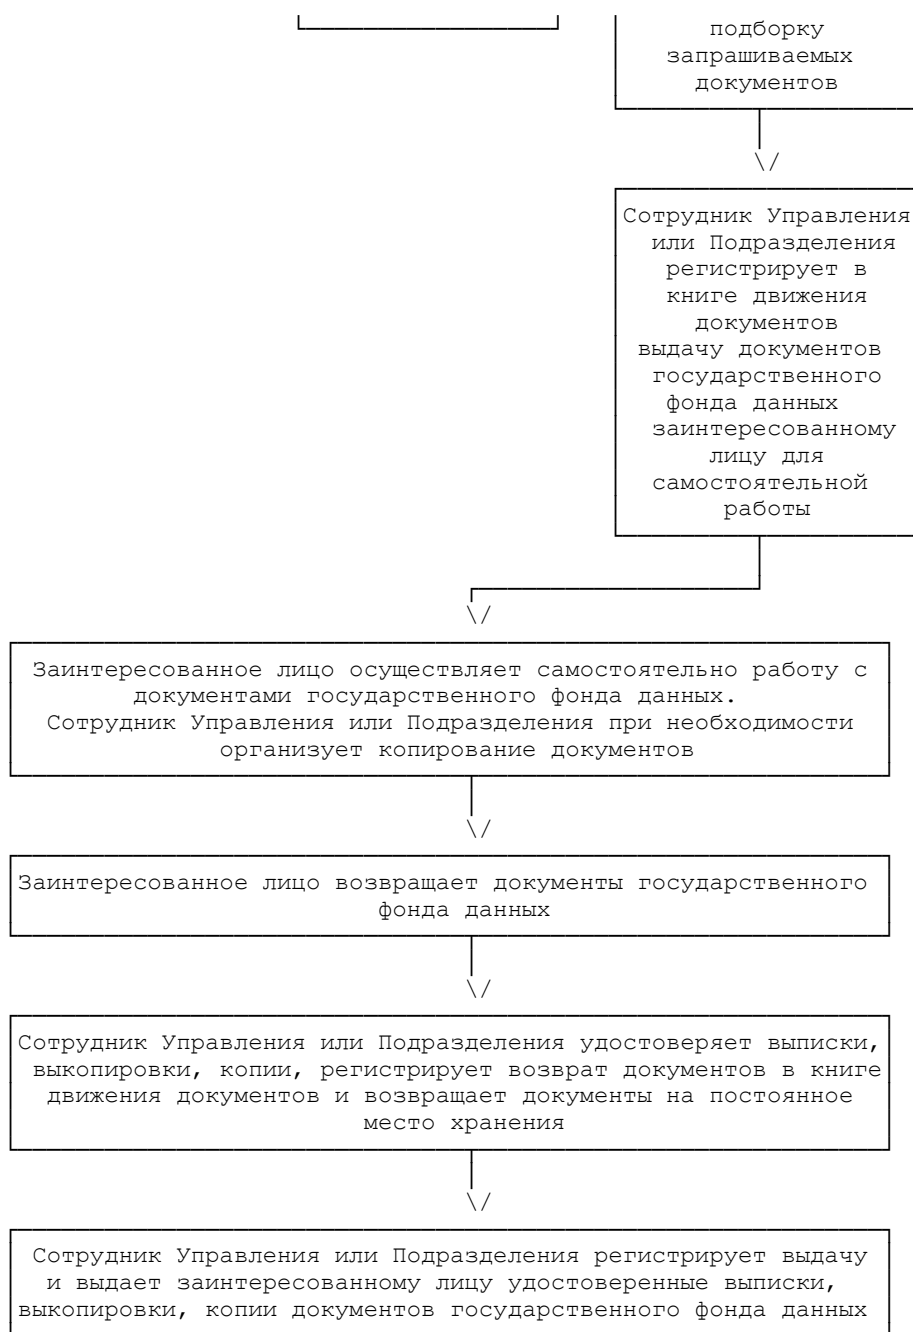 подборку
запрашиваемых
документов
Сотрудник Управления
или Подразделения
регистрирует в
книге движения
документов
выдачу документов
государственного
фонда данных
заинтересованному
лицу для
самостоятельной
работы
Заинтересованное лицо осуществляет самостоятельно работу с
документами государственного фонда данных.
Сотрудник Управления или Подразделения при необходимости
организует копирование документов
Заинтересованное лицо возвращает документы государственного
фонда данных
Сотрудник Управления или Подразделения удостоверяет выписки,
выкопировки, копии, регистрирует возврат документов в книге
движения документов и возвращает документы на постоянное
место хранения
Сотрудник Управления или Подразделения регистрирует выдачу
и выдает заинтересованному лицу удостоверенные выписки,
выкопировки, копии документов государственного фонда данных